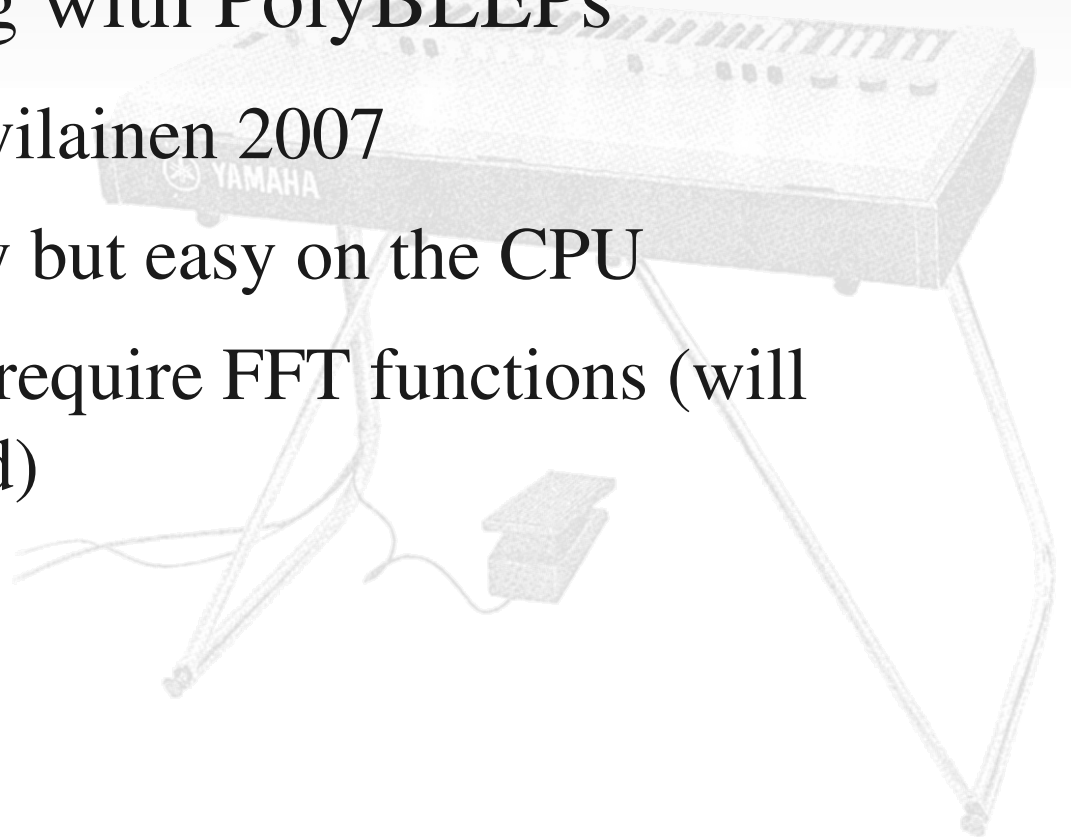 g with PolyBLEPs
vilainen 2007
YAMAHA
y but easy on the CPU
require FFT functions (will
d)